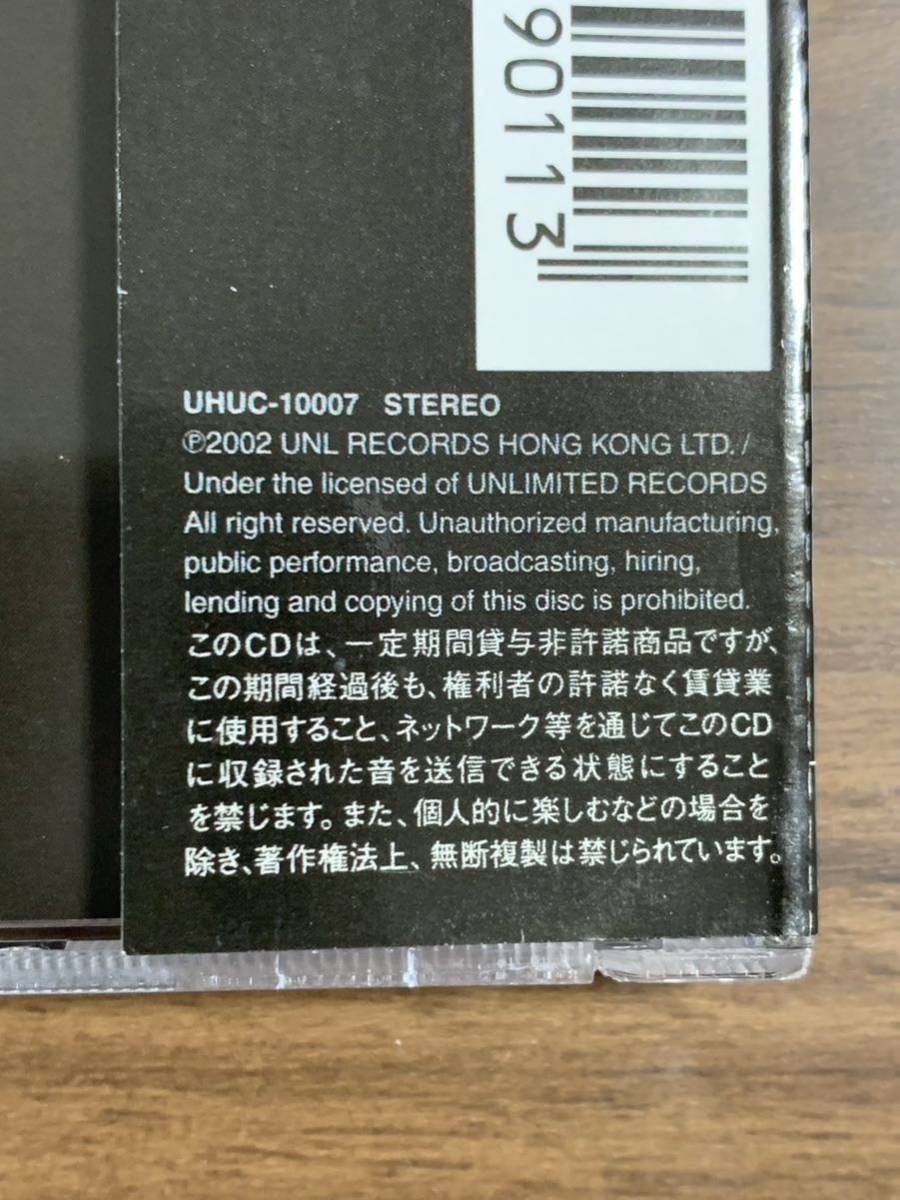 90113
UHUC-10007 STEREO
℗2002 UNL RECORDS HONG KONG LTD. /
Under the licensed of UNLIMITED RECORDS
All right reserved. Unauthorized manufacturing,
public performance, broadcasting, hiring,
lending and copying of this disc is prohibited.
このCDは、一定期間貸与非許諾商品ですが、
この期間経過後も、権利者の許諾なく賃貸業
に使用すること、ネットワーク等を通じてこのCD
に収録された音を送信できる状態にすること
を禁じます。また、個人的に楽しむなどの場合を
除き、著作権法上、無断複製は禁じられています。